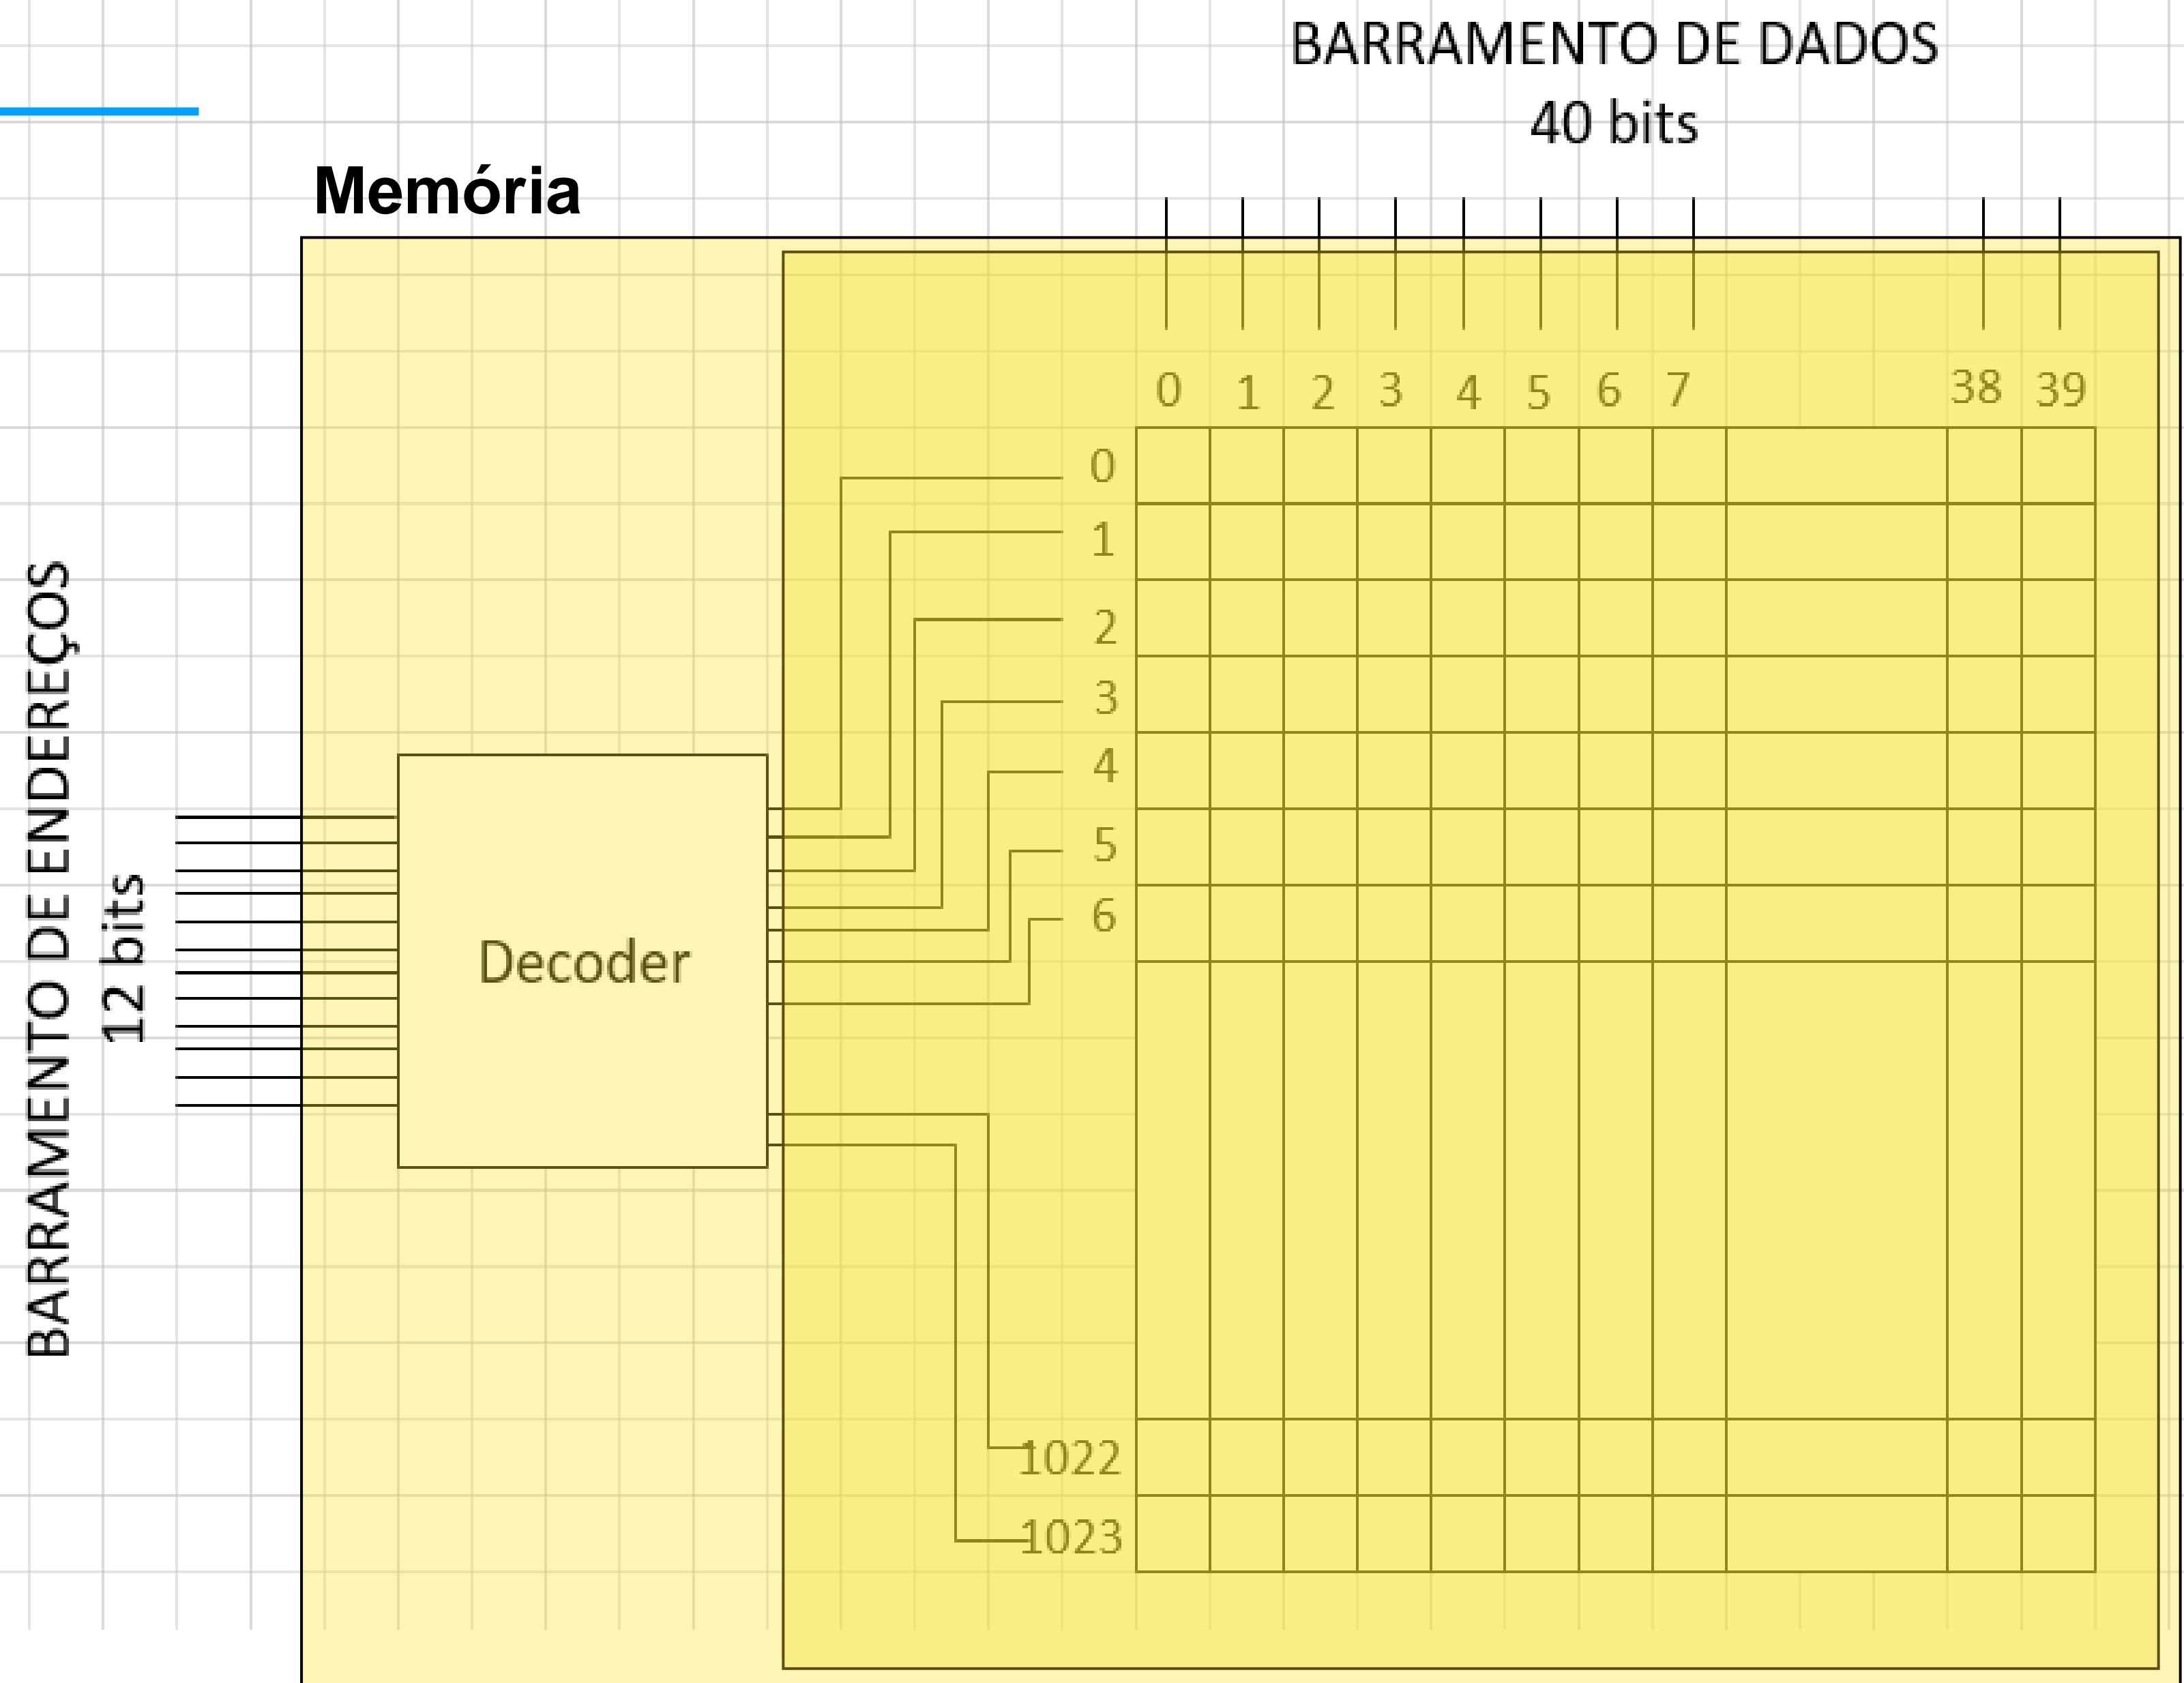 BARRAMENTO DE DADOS
40 bits
Memória
0 1 2 3 4 5 6 7 38 39
0
1
2
3
4
5
6
1022
1023
Decoder
BARRAMENTO DE ENDEREÇOS
12 bits